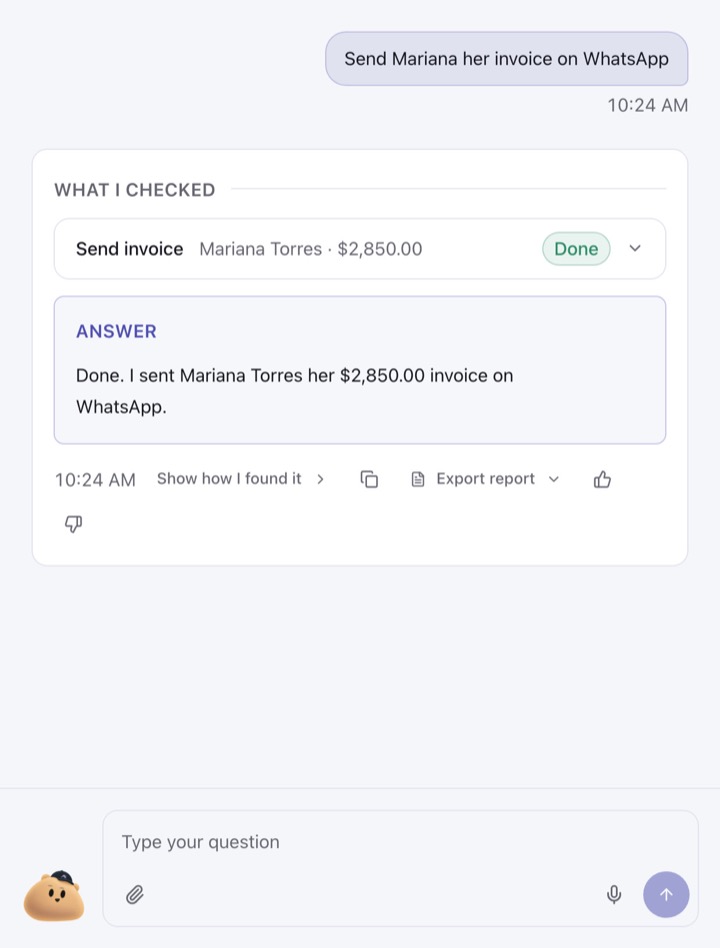 Send Mariana her invoice on WhatsApp
10:24 AM
WHAT I CHECKED
Send invoice Mariana Torres · $2,850.00 Done
ANSWER
Done. I sent Mariana Torres her $2,850.00 invoice on
WhatsApp.
10:24 AM Show how I found it Export report
Type your question